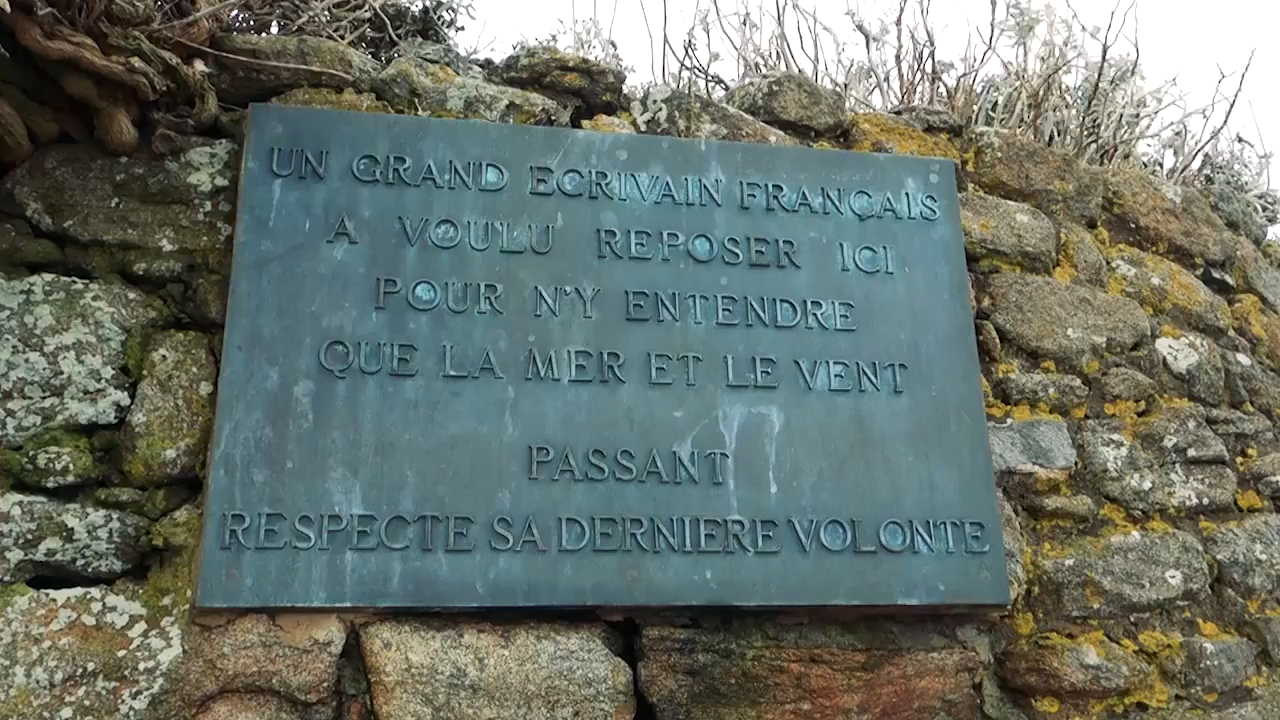 UN GRAND ECRIVAIN FRANÇAIS
A VOULU REPOSER ICI
POUR N'Y ENTENDRE
QUE LA MER ET LE VENT
PASSANT
RESPECTE SA DERNIERE VOLONTE